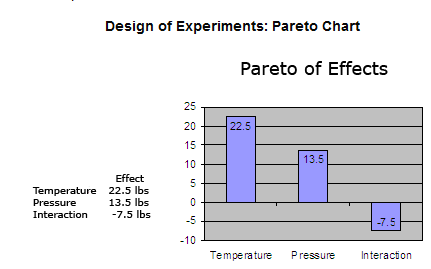 Design of Experiments: Pareto Chart
Pareto of Effects
Effect
Temperature 22.5 lbs
Pressure 13.5 lbs
Interaction -7.5 lbs
25
20
15
10
5
0
-5
-10
22.5
13.5
-7.5
Temperature Pressure Interaction